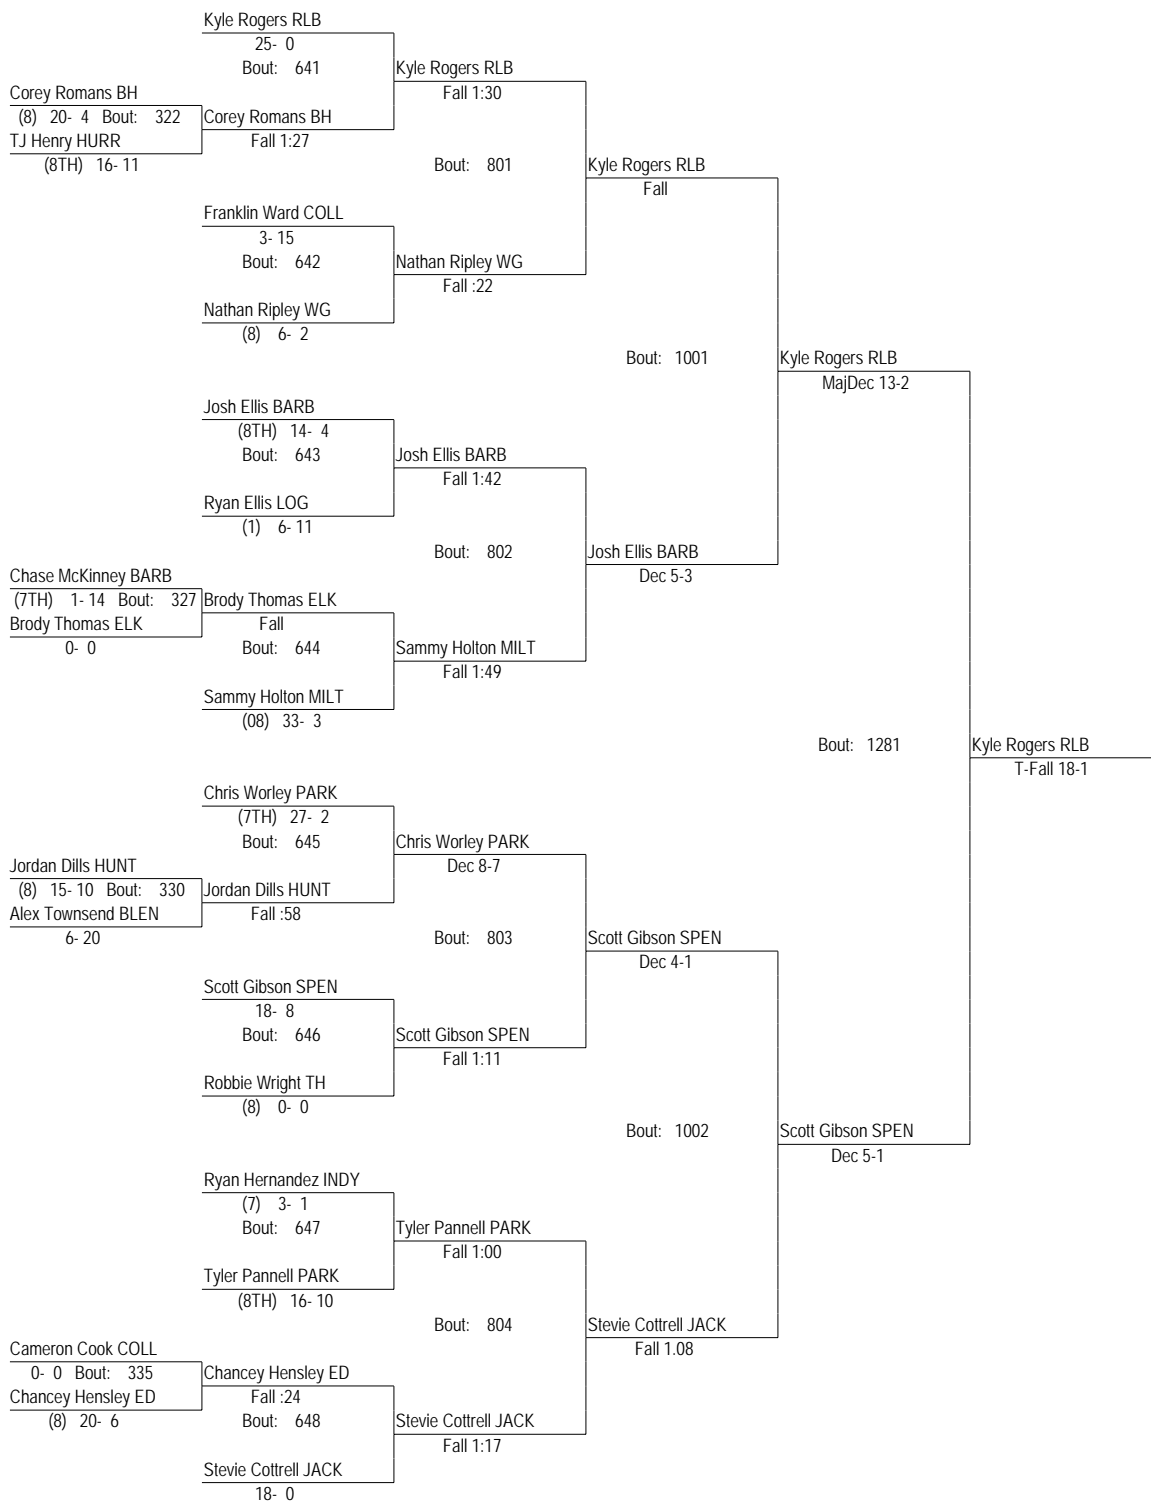 Kyle Rogers RLB
25- 0
Bout: 641
Kyle Rogers RLB
Fall 1:30
Corey Romans BH
(8) 20- 4 Bout: 322
Corey Romans BH
TJ Henry HURR
Fall 1:27
(8TH) 16- 11
Bout: 801
Kyle Rogers RLB
Fall
Franklin Ward COLL
3- 15
Bout: 642
Nathan Ripley WG
Fall :22
Nathan Ripley WG
(8) 6- 2
Bout: 1001
Kyle Rogers RLB
MajDec 13-2
Josh Ellis BARB
(8TH) 14- 4
Bout: 643
Josh Ellis BARB
Fall 1:42
Ryan Ellis LOG
(1) 6- 11
Bout: 802
Josh Ellis BARB
Dec 5-3
Chase McKinney BARB
(7TH) 1- 14 Bout: 327
Brody Thomas ELK
Brody Thomas ELK
Fall
0- 0
Bout: 644
Sammy Holton MILT
Fall 1:49
Sammy Holton MILT
(08) 33- 3
Bout: 1281
Kyle Rogers RLB
T-Fall 18-1
Chris Worley PARK
(7TH) 27- 2
Bout: 645
Chris Worley PARK
Dec 8-7
Jordan Dills HUNT
(8) 15- 10 Bout: 330
Jordan Dills HUNT
Alex Townsend BLEN
Fall :58
6- 20
Bout: 803
Scott Gibson SPEN
Dec 4-1
Scott Gibson SPEN
18- 8
Bout: 646
Scott Gibson SPEN
Fall 1:11
Robbie Wright TH
(8) 0- 0
Bout: 1002
Scott Gibson SPEN
Dec 5-1
Ryan Hernandez INDY
(7) 3- 1
Bout: 647
Tyler Pannell PARK
Fall 1:00
Tyler Pannell PARK
(8TH) 16- 10
Bout: 804
Stevie Cottrell JACK
Fall 1.08
Cameron Cook COLL
0- 0 Bout: 335
Chancey Hensley ED
Chancey Hensley ED
Fall :24
(8) 20- 6
Bout: 648
Stevie Cottrell JACK
Fall 1:17
Stevie Cottrell JACK
18- 0